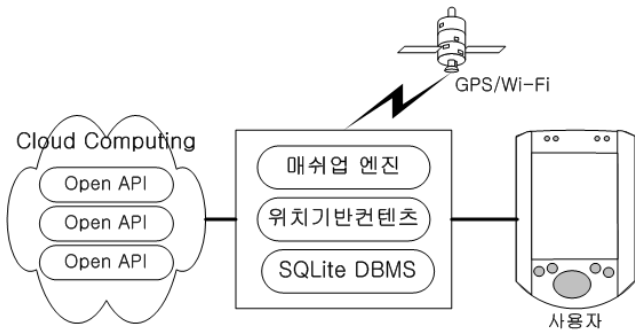 GPS/Wi-Fi
Cloud Computing
Open API
Open API
Open API
매쉬업 엔진
위치기반컨텐츠
SQLite DBMS
사용자